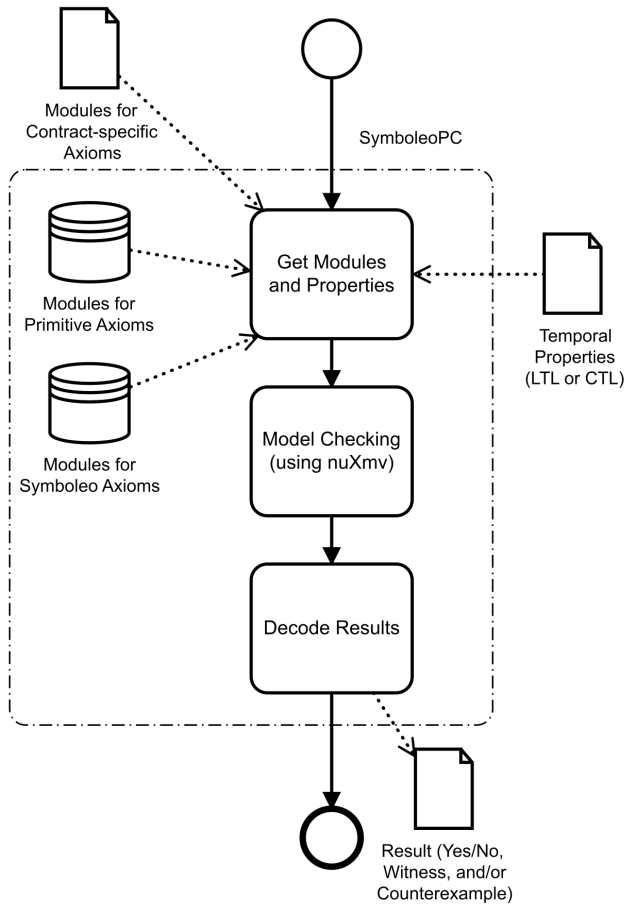 Modules for
Contract-specific
Axioms
SymboleoPC
Modules for
Primitive Axioms
Get Modules
and Properties
Temporal
Properties
(LTL or CTL)
Modules for
Symboleo Axioms
Model Checking
(using nuXmv)
Decode Results
Result (Yes/No,
Witness, and/or
Counterexample)